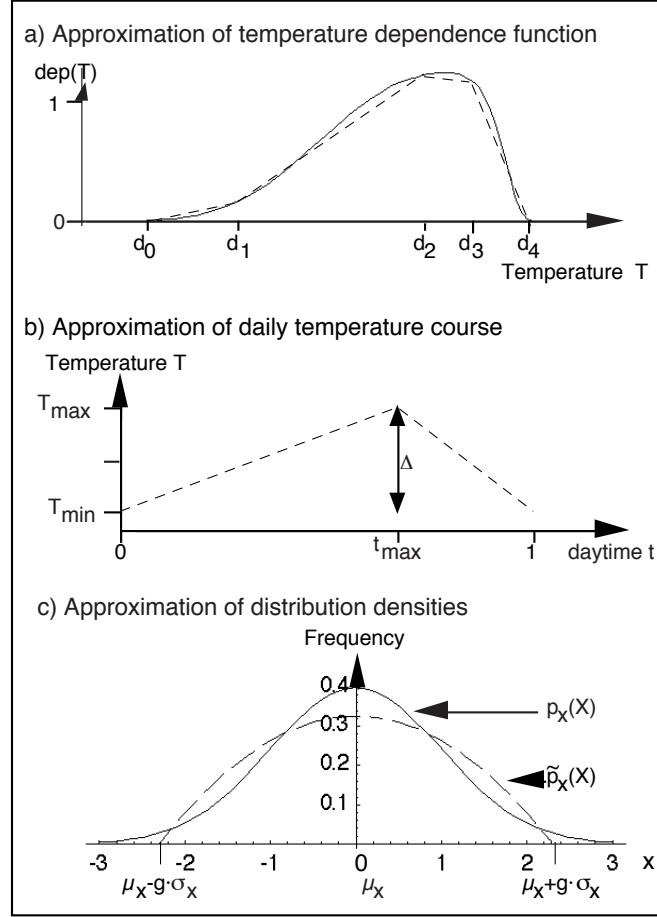 a) Approximation of temperature dependence function
dep(T)
1
0
d0 d1 d2 d3 d4
Temperature T
b) Approximation of daily temperature course
Temperature T
Tmax
Δ
Tmin
0 tmax 1 daytime t
c) Approximation of distribution densities
Frequency
0.4
px(X)
0.3
p̃x(X)
0.2
0.1
-3 -2 -1 0 1 2 3 x
μx-g·σx μx μx+g·σx